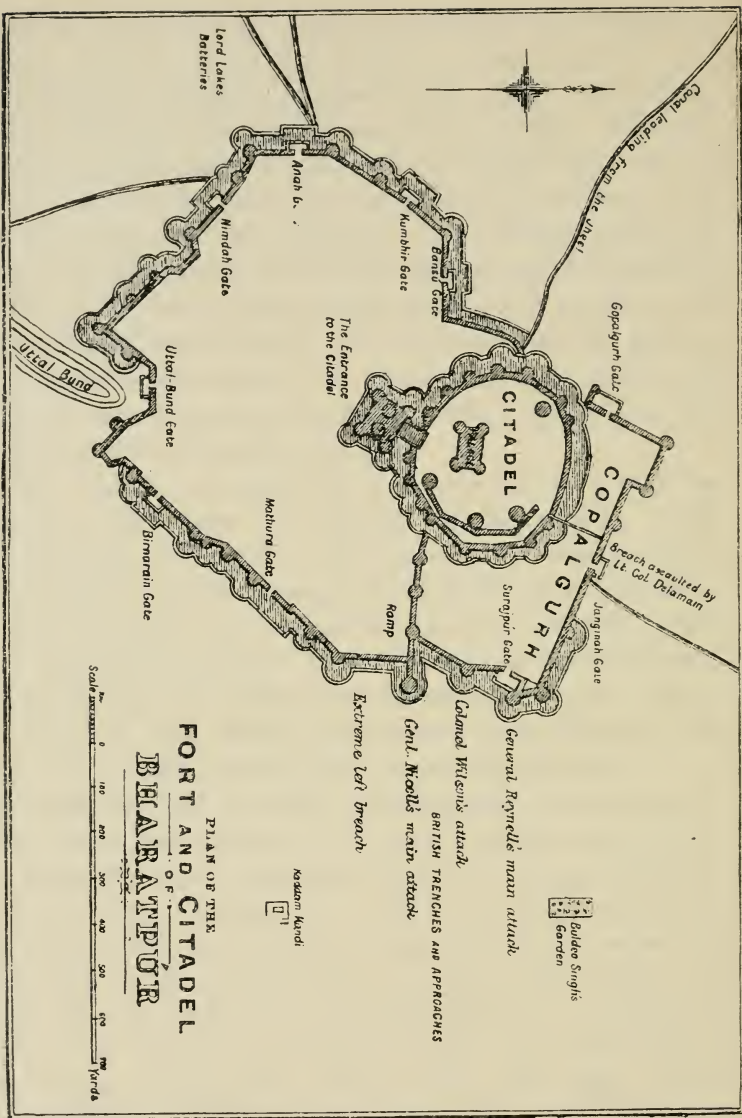 PLAN OF THE
FORT AND CITADEL
OF
BHARATPUR
Scale
0 100 200 300 400 500 600 700 Yards
Canal leading from the Jheel
Lord Lakes
Batteries
Anah
Nimdah Gate
Kumbhir Gate
Bansu Gate
Uttal Bund
Uttal-Bund Gate
The Entrance
to the Citadel
CITADEL
Gopalgurh Gate
COPALGURH
Breach assaulted by
Lt. Col. Delamain
Janginah Gate
Surajpúr Gate
Ramp
Mathura Gate
Birnarain Gate
General Reynell's main attack
Colonel Wilson's attack
BRITISH TRENCHES AND APPROACHES
Genl. Nicoll's main attack
Extreme left breach
Buldeo Singh's
Garden
Kundi